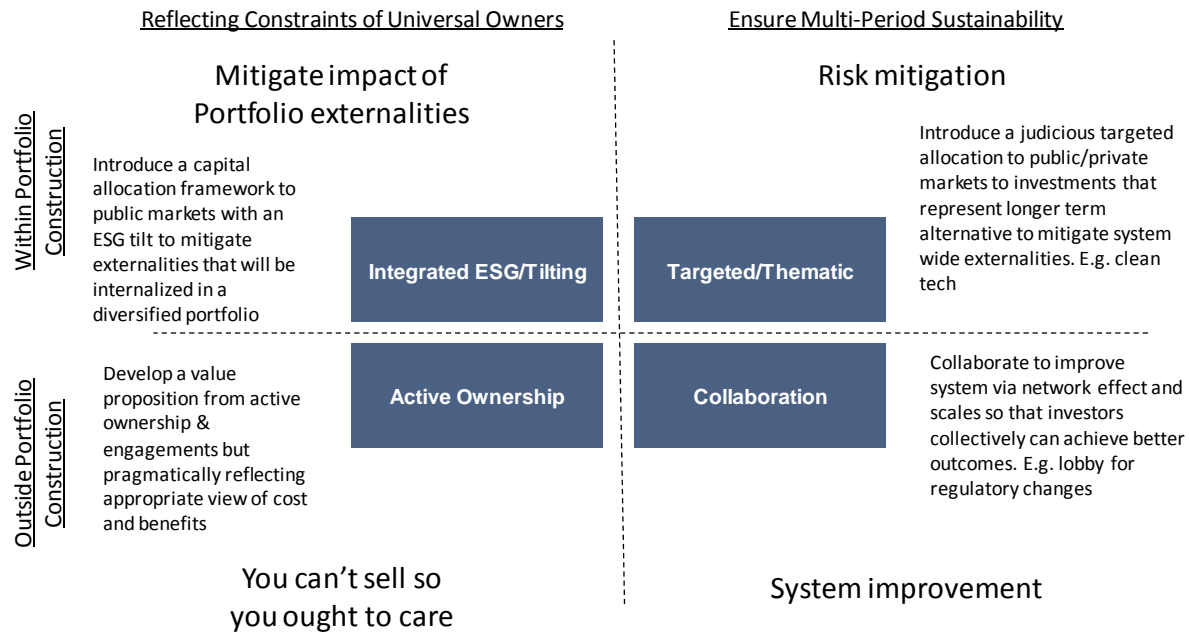 Reflecting Constraints of Universal Owners
Ensure Multi-Period Sustainability
Within Portfolio
Construction
Mitigate impact of
Portfolio externalities
Introduce a capital
allocation framework to
public markets with an
ESG tilt to mitigate
externalities that will be
internalized in a
diversified portfolio
Integrated ESG/Tilting
Risk mitigation
Targeted/Thematic
Introduce a judicious targeted
allocation to public/private
markets to investments that
represent longer term
alternative to mitigate system
wide externalities. E.g. clean
tech
Outside Portfolio
Construction
Develop a value
proposition from active
ownership &
engagements but
pragmatically reflecting
appropriate view of cost
and benefits
Active Ownership
You can’t sell so
you ought to care
Collaboration
Collaborate to improve
system via network effect and
scales so that investors
collectively can achieve better
outcomes. E.g. lobby for
regulatory changes
System improvement